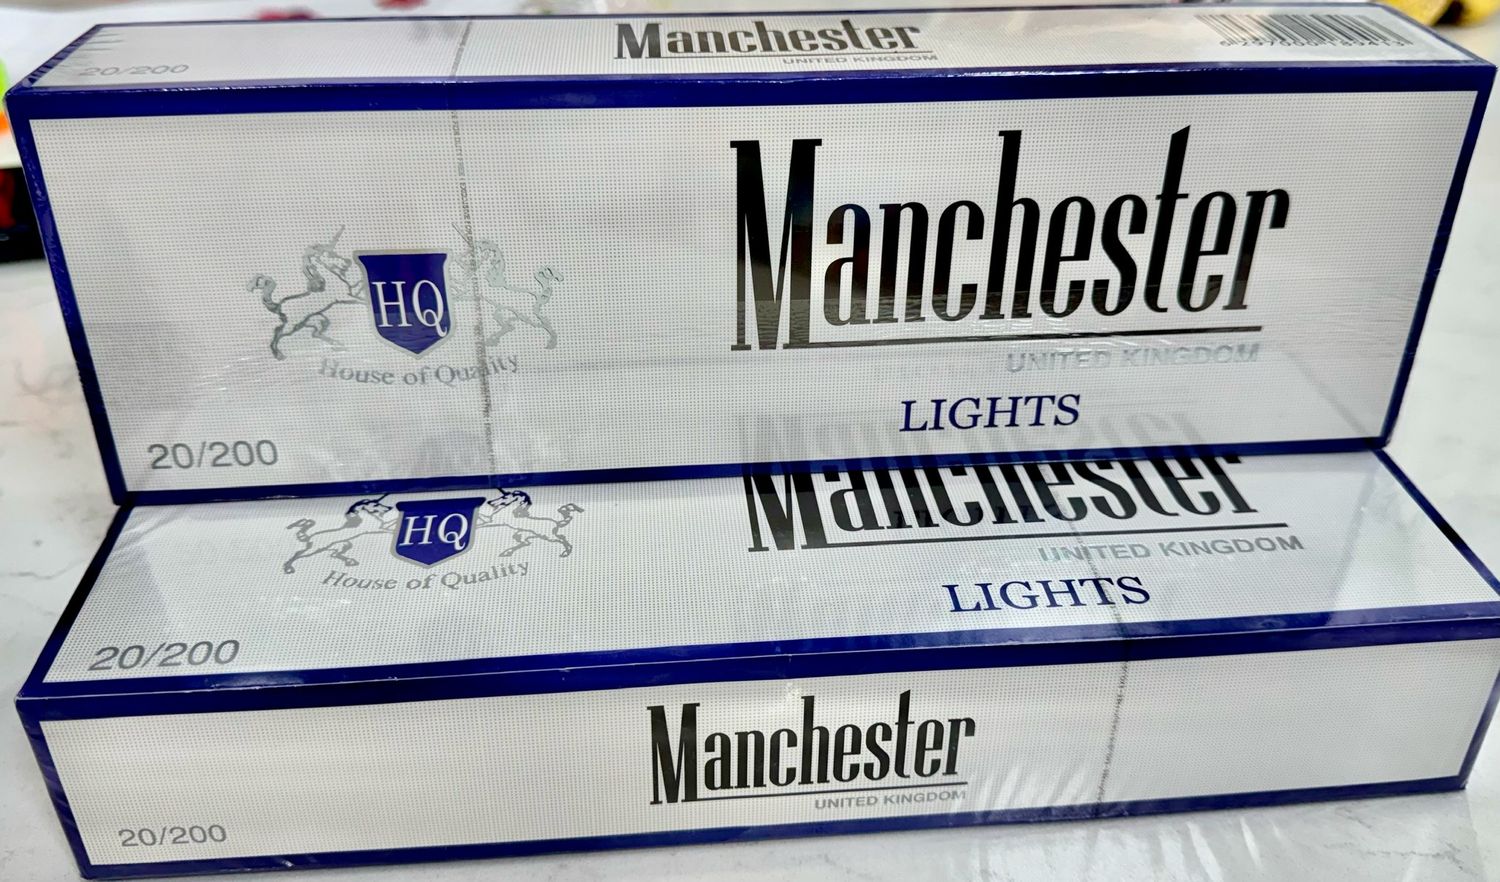 20/200
Manchester
UNITED KINGDOM
Manchester
UNITED KINGDOM
LIGHTS
HQ
House of Quality
20/200
Manchester
UNITED KINGDOM
LIGHTS
HQ
House of Quality
20/200
Manchester
UNITED KINGDOM
20/200